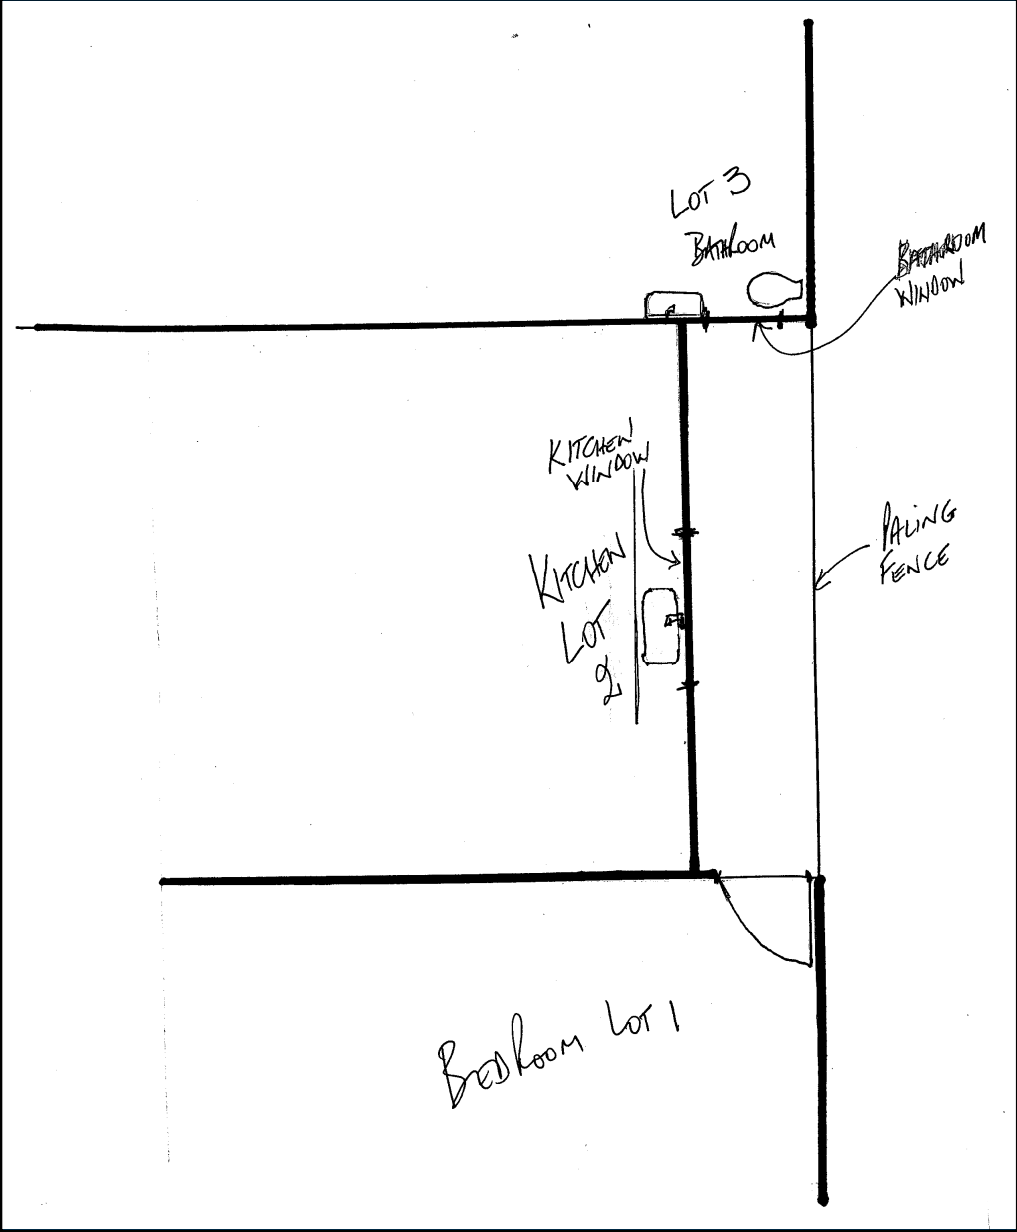 LOT 3
BATHROOM
BATHROOM
WINDOW
KITCHEN
WINDOW
PALING
FENCE
KITCHEN
LOT
2
BEDROOM LOT 1